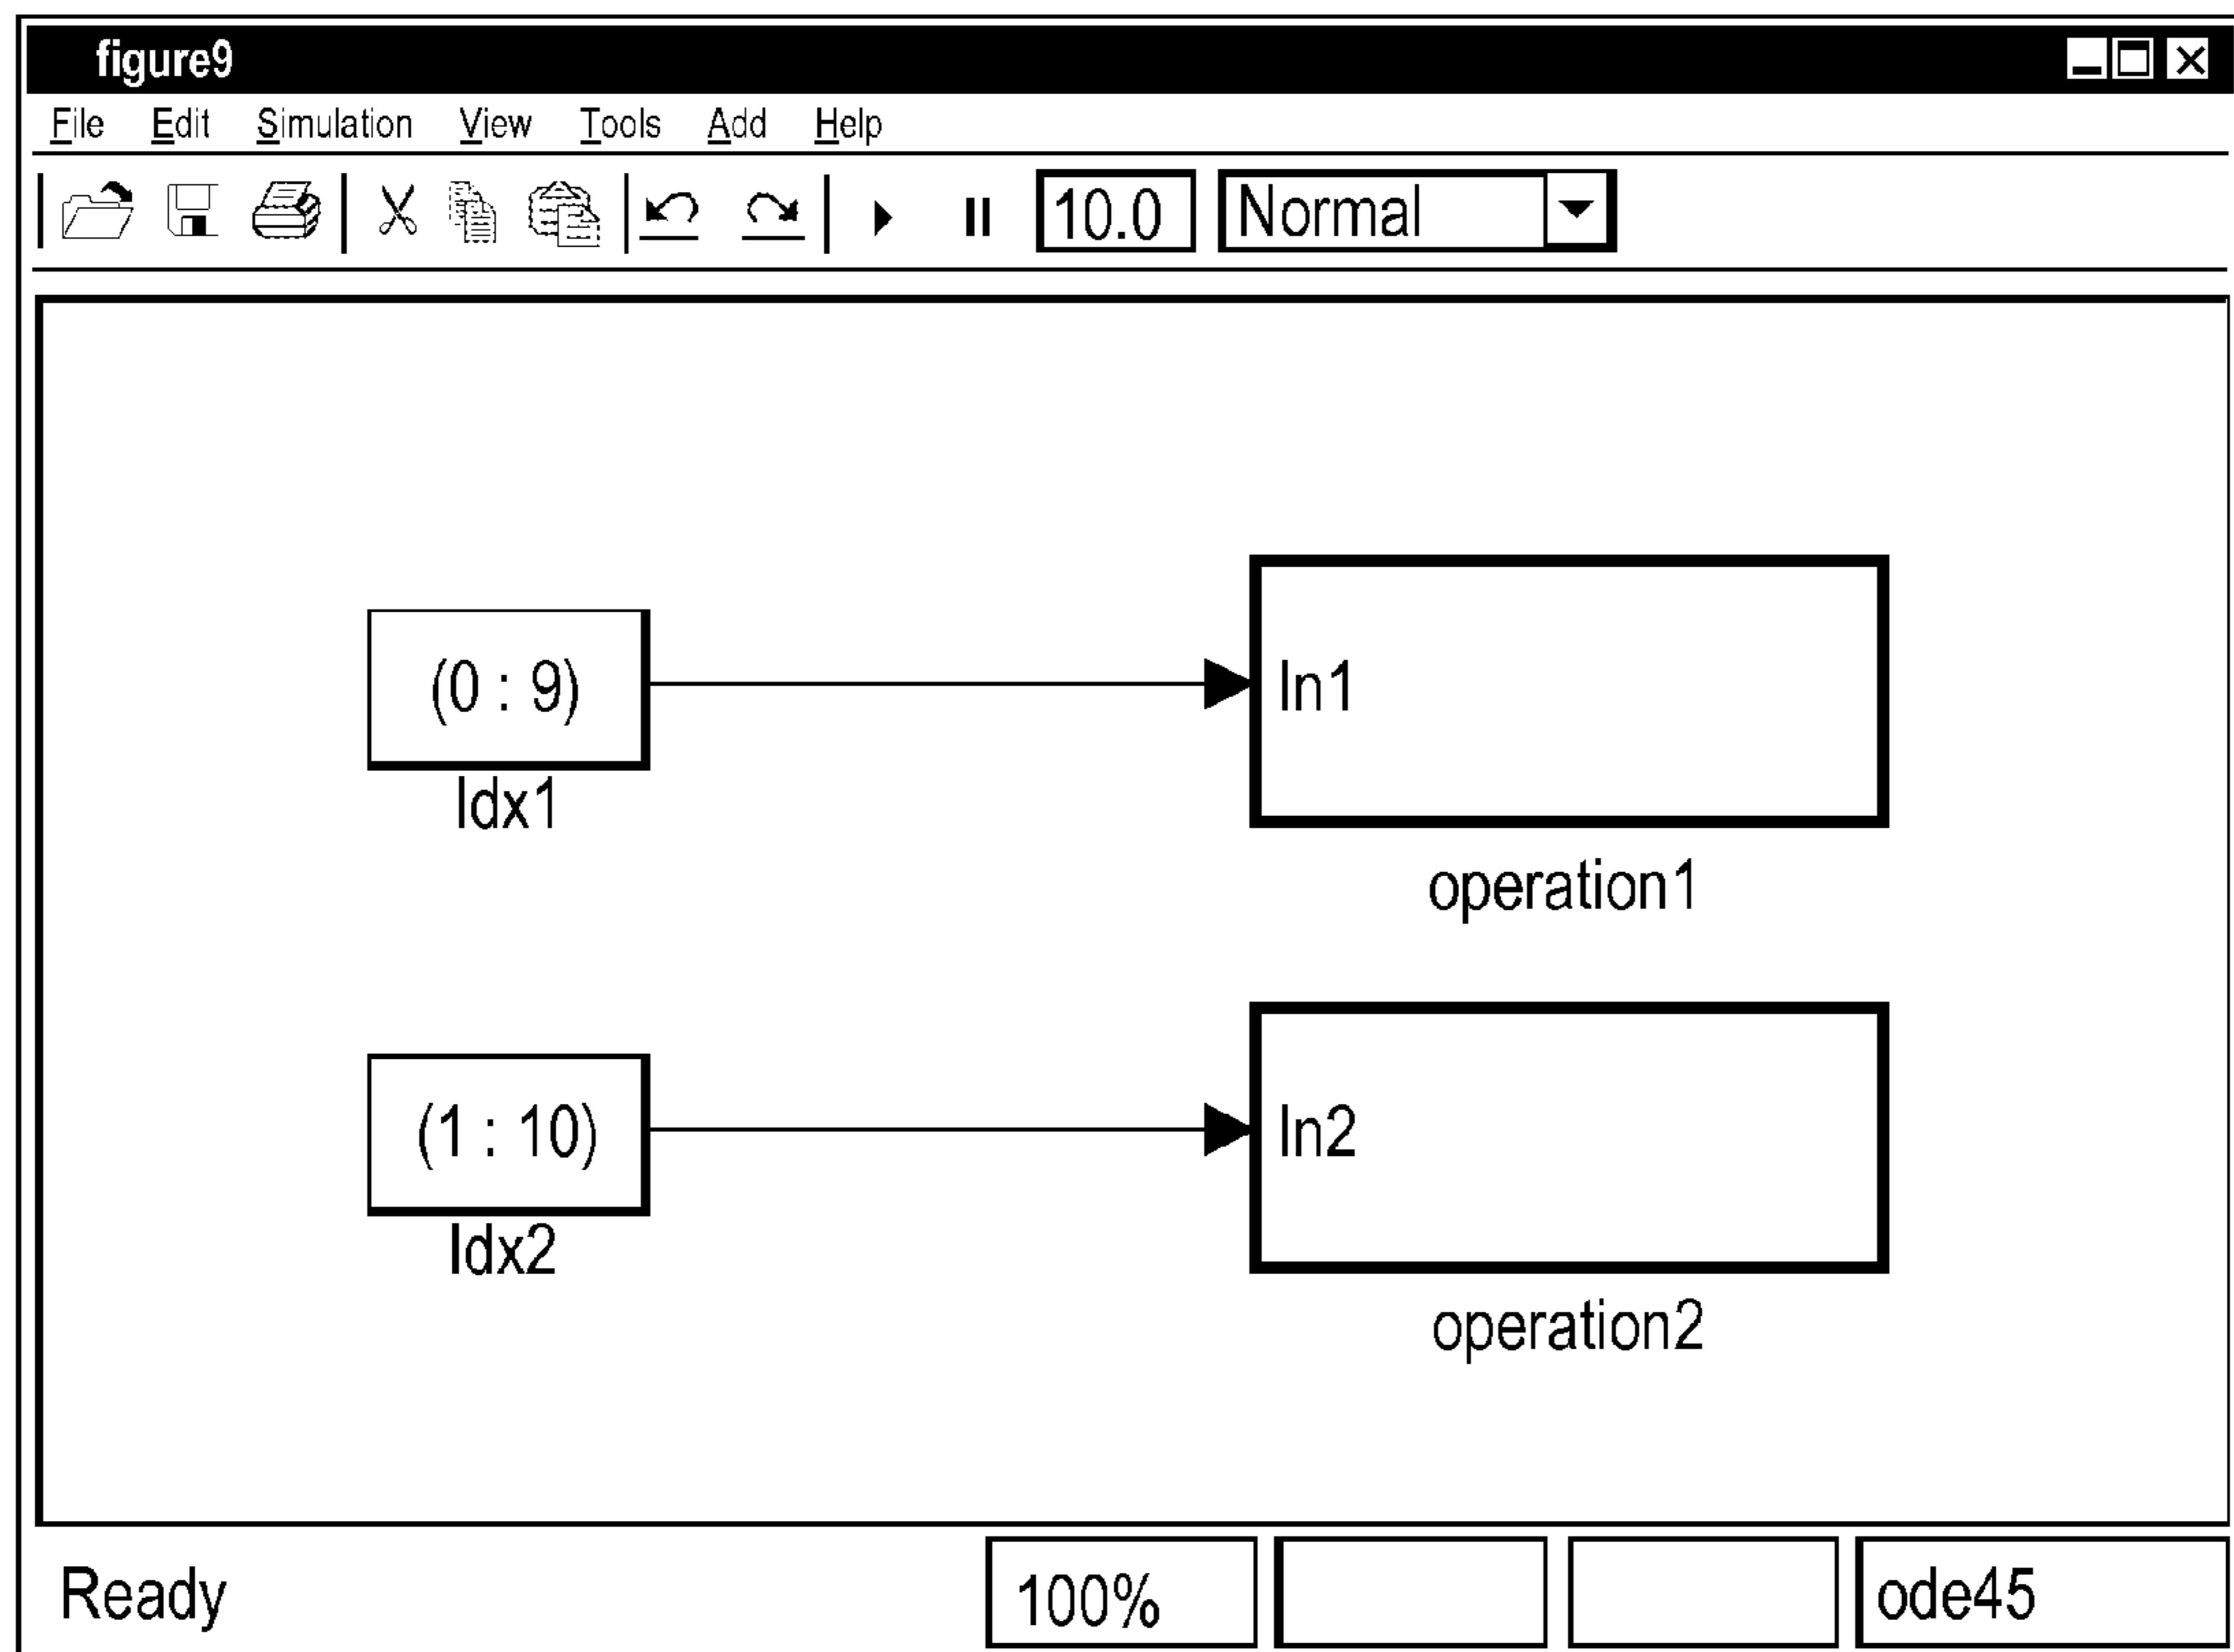 figure9
File Edit Simulation View Tools Add Help
10.0 Normal
(0 : 9)
In1
Idx1
operation1
(1 : 10)
In2
Idx2
operation2
Ready 100% ode45